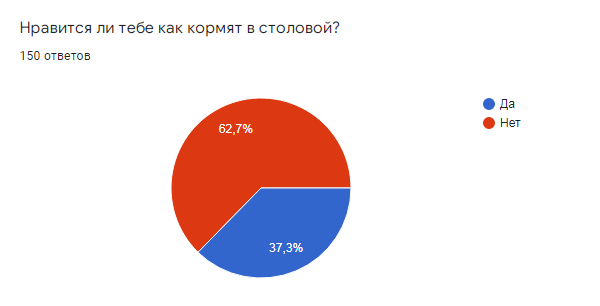 Нравится ли тебе как кормят в столовой?
150 ответов
Да
Нет
62,7%
37,3%